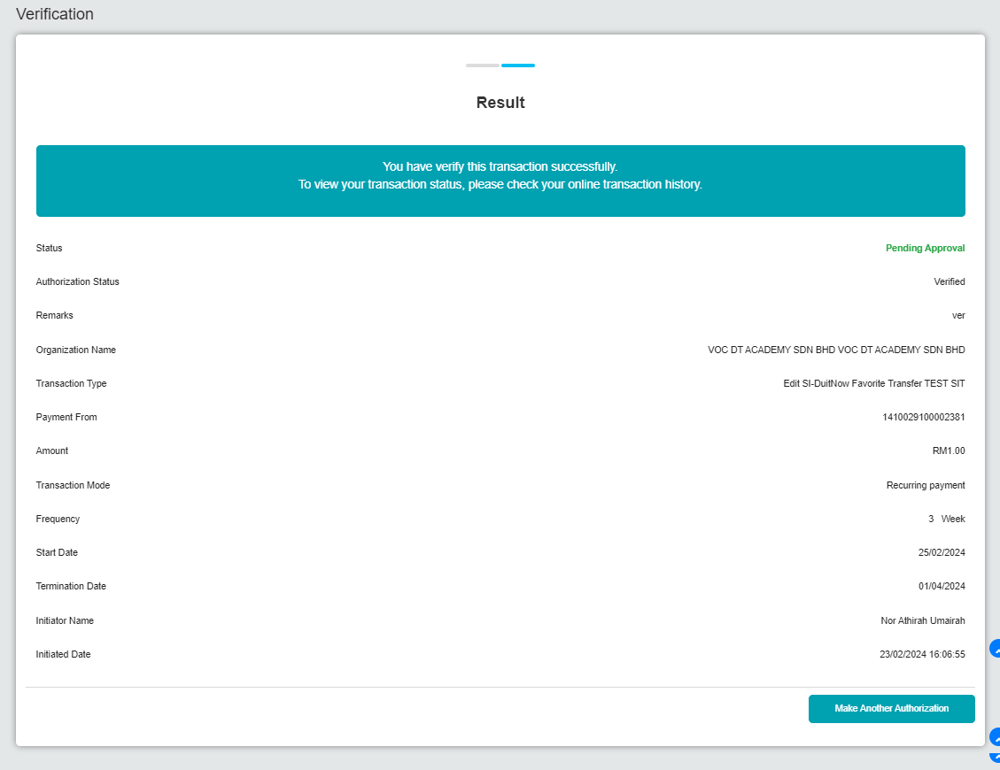 Verification
Result
You have verify this transaction successfully.
To view your transaction status, please check your online transaction history.
Status Pending Approval
Authorization Status Verified
Remarks ver
Organization Name VOC DT ACADEMY SDN BHD VOC DT ACADEMY SDN BHD
Transaction Type Edit SI-DuitNow Favorite Transfer TEST SIT
Payment From 1410029100002381
Amount RM1.00
Transaction Mode Recurring payment
Frequency 3 Week
Start Date 25/02/2024
Termination Date 01/04/2024
Initiator Name Nor Athirah Umairah
Initiated Date 23/02/2024 16:06:55
Make Another Authorization